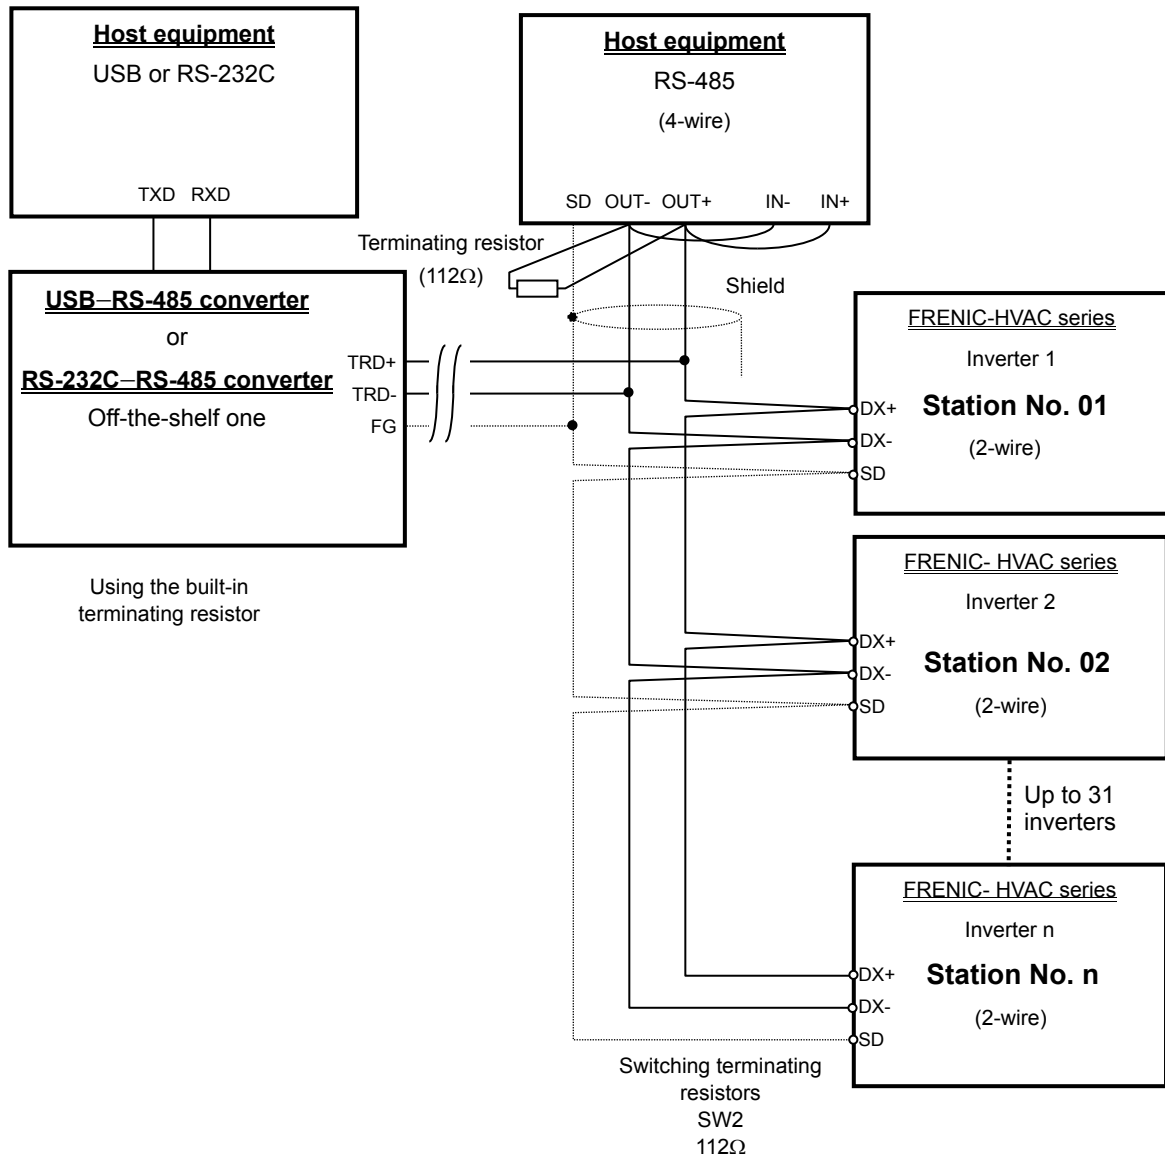 Host equipment
USB or RS-232C
TXD RXD
USB–RS-485 converter
or
RS-232C–RS-485 converter
Off-the-shelf one
TRD+
TRD-
FG
Using the built-in
terminating resistor
Host equipment
RS-485
(4-wire)
SD OUT- OUT+ IN- IN+
Terminating resistor
(112Ω)
Shield
FRENIC-HVAC series
Inverter 1
DX+
Station No. 01
DX-
(2-wire)
SD
FRENIC- HVAC series
Inverter 2
DX+
Station No. 02
DX-
(2-wire)
SD
Up to 31
inverters
FRENIC- HVAC series
Inverter n
DX+
Station No. n
DX-
(2-wire)
SD
Switching terminating
resistors
SW2
112Ω